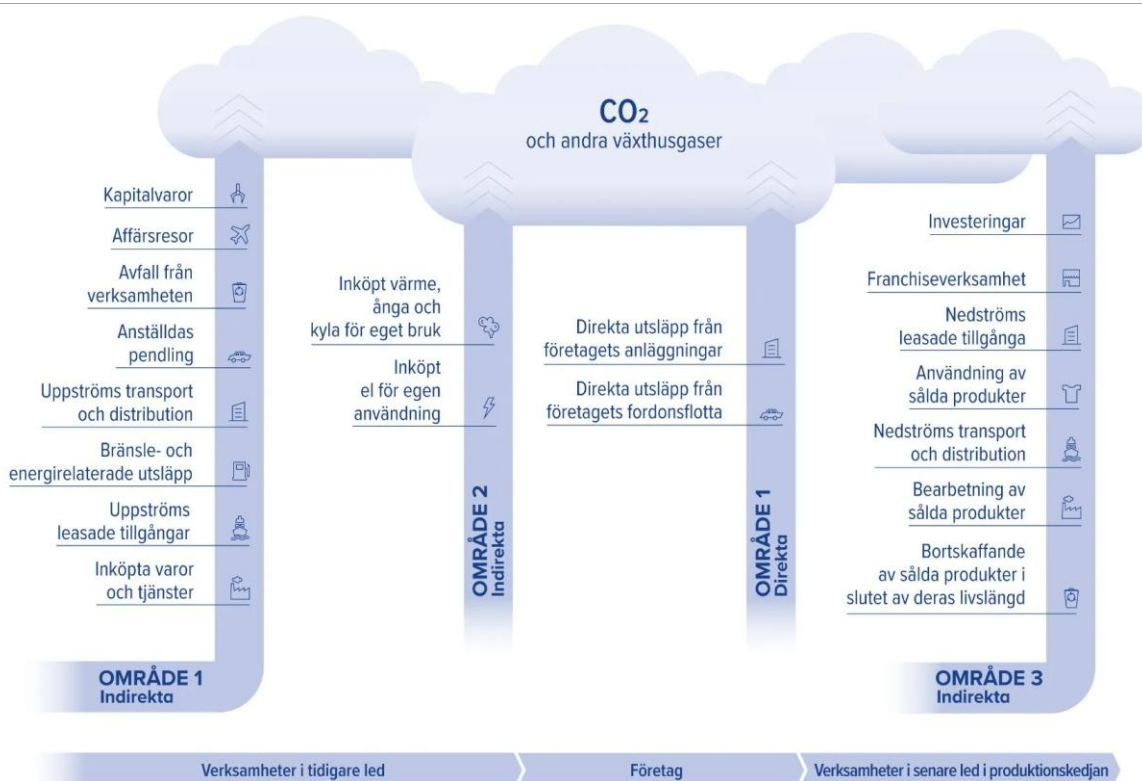 CO₂
och andra växthusgaser
Kapitalvaror
Affärsresor
Avfall från
verksamheten
Anställdas
pendling
Uppströms transport
och distribution
Bränsle- och
energirelaterade utsläpp
Uppströms
leasade tillgångar
Inköpta varor
och tjänster
OMRÅDE 1
Indirekta
Inköpt värme,
ånga och
kyla för eget bruk
Inköpt
el för egen
användning
OMRÅDE 2
Indirekta
Direkta utsläpp från
företagets anläggningar
Direkta utsläpp från
företagets fordonsflotta
OMRÅDE 1
Direkta
Investeringar
Franchiseverksamhet
Nedströms
leasade tillgånga
Användning av
sålda produkter
Nedströms transport
och distribution
Bearbetning av
sålda produkter
Bortskaffande
av sålda produkter i
slutet av deras livslängd
OMRÅDE 3
Indirekta
Verksamheter i tidigare led
Företag
Verksamheter i senare led i produktionskedjan